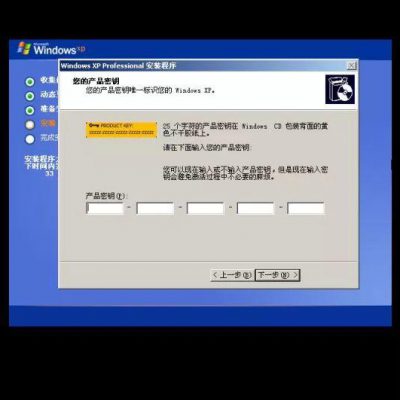 Microsoft
Windows xp
Windows XP Professional 安装程序
您的产品密钥
您的产品密钥唯一标识您的 Windows XP。
收集
动态
准备
安装
完成
安装程序
下时间内
33
PRODUCT KEY:
XXXXX-XXXXX-XXXXX-XXXXX-XXXXX
25 个字符的产品密钥在 Windows CD 包装背面的黄
色不干胶纸上。
请在下面输入您的产品密钥:
您可以现在输入或不输入产品密钥，但是现在输入密
钥会避免激活过程中不必要的麻烦。
产品密钥(P):
- - - -
< 上一步(B)
下一步(N) >